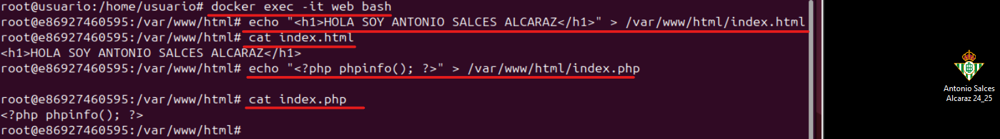 root@usuario:/home/usuario# docker exec -it web bash
root@e86927460595:/var/www/html# echo "<h1>HOLA SOY ANTONIO SALCES ALCARAZ</h1>" > /var/www/html/index.html
root@e86927460595:/var/www/html# cat index.html
<h1>HOLA SOY ANTONIO SALCES ALCARAZ</h1>
root@e86927460595:/var/www/html# echo "<?php phpinfo(); ?>" > /var/www/html/index.php
root@e86927460595:/var/www/html# cat index.php
<?php phpinfo(); ?>
root@e86927460595:/var/www/html#
Antonio Salces
Alcaraz 24_25